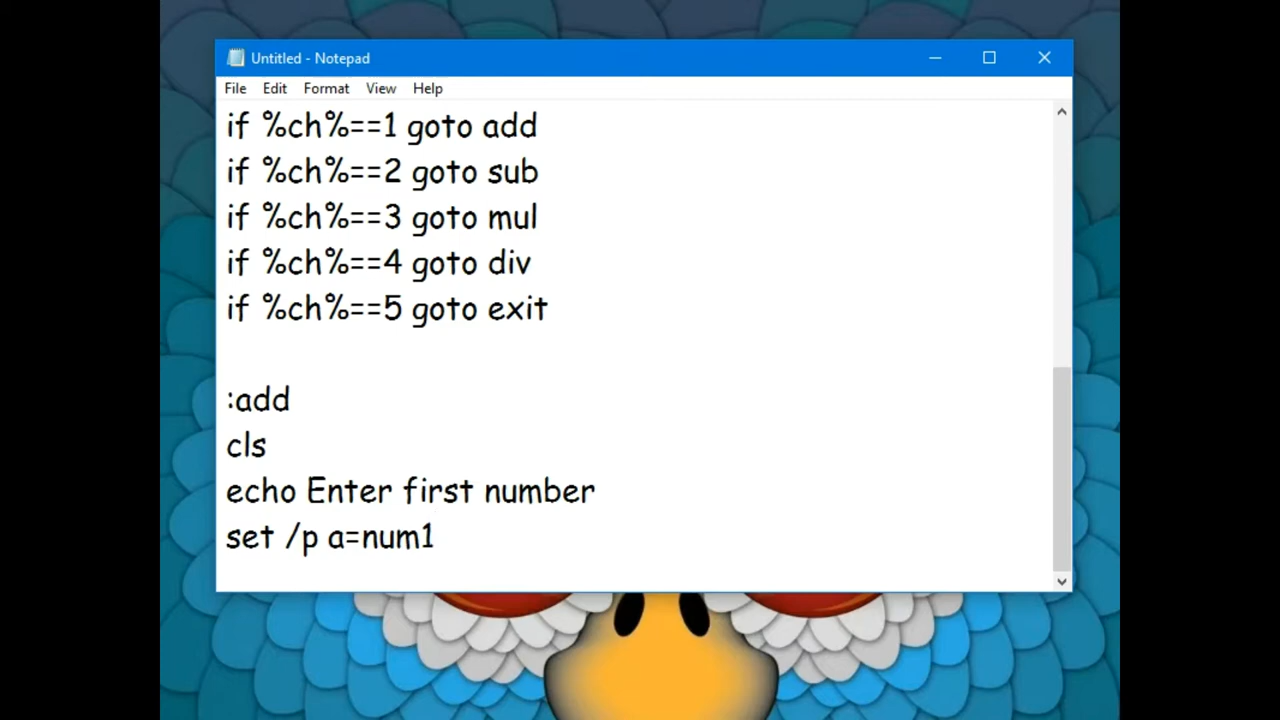 Untitled - Notepad
File Edit Format View Help
if %ch%==1 goto add
if %ch%==2 goto sub
if %ch%==3 goto mul
if %ch%==4 goto div
if %ch%==5 goto exit
:add
cls
echo Enter first number
set /p a=num1